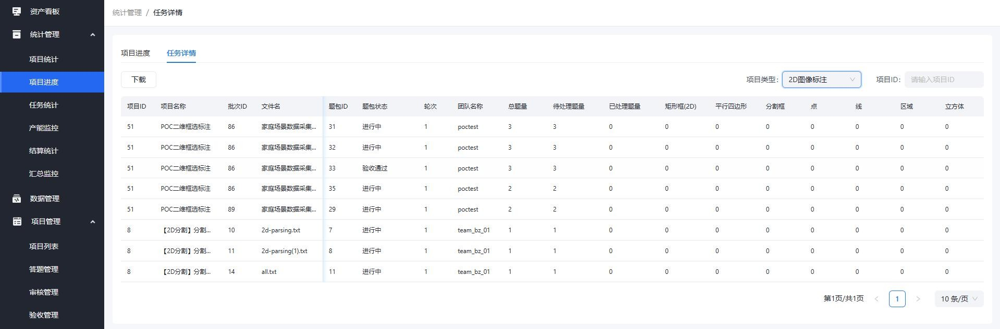 资产看板
统计管理
项目统计
项目进度
任务统计
产能监控
结算统计
汇总监控
数据管理
项目管理
项目列表
答题管理
审核管理
验收管理
统计管理 / 任务详情
项目进度 任务详情
下载 项目类型: 2D图像标注 项目ID: 请输入项目ID
项目ID 项目名称 批次ID 文件名 题包ID 题包状态 轮次 团队名称 总题量 待处理题量 已处理题量 矩形框(2D) 平行四边形 分割框 点 线 区域 立方体
51 POC二维框选标注 86 家庭场景数据采集... 31 进行中 1 poctest 3 3 0 0 0 0 0 0 0 0
51 POC二维框选标注 86 家庭场景数据采集... 32 进行中 1 poctest 3 3 0 0 0 0 0 0 0 0
51 POC二维框选标注 86 家庭场景数据采集... 33 验收通过 1 poctest 3 3 0 0 0 0 0 0 0 0
51 POC二维框选标注 86 家庭场景数据采集... 35 进行中 1 poctest 2 2 0 0 0 0 0 0 0 0
51 POC二维框选标注 89 家庭场景数据采集... 29 进行中 1 poctest 2 2 0 0 0 0 0 0 0 0
8 【2D分割】分割... 10 2d-parsing.txt 7 进行中 1 team_bz_01 1 1 0 0 0 0 0 0 0 0
8 【2D分割】分割... 11 2d-parsing(1).txt 8 进行中 1 team_bz_01 1 1 0 0 0 0 0 0 0 0
8 【2D分割】分割... 14 all.txt 11 进行中 1 team_bz_01 1 1 0 0 0 0 0 0 0 0
第1页/共1页 < 1 > 10 条/页